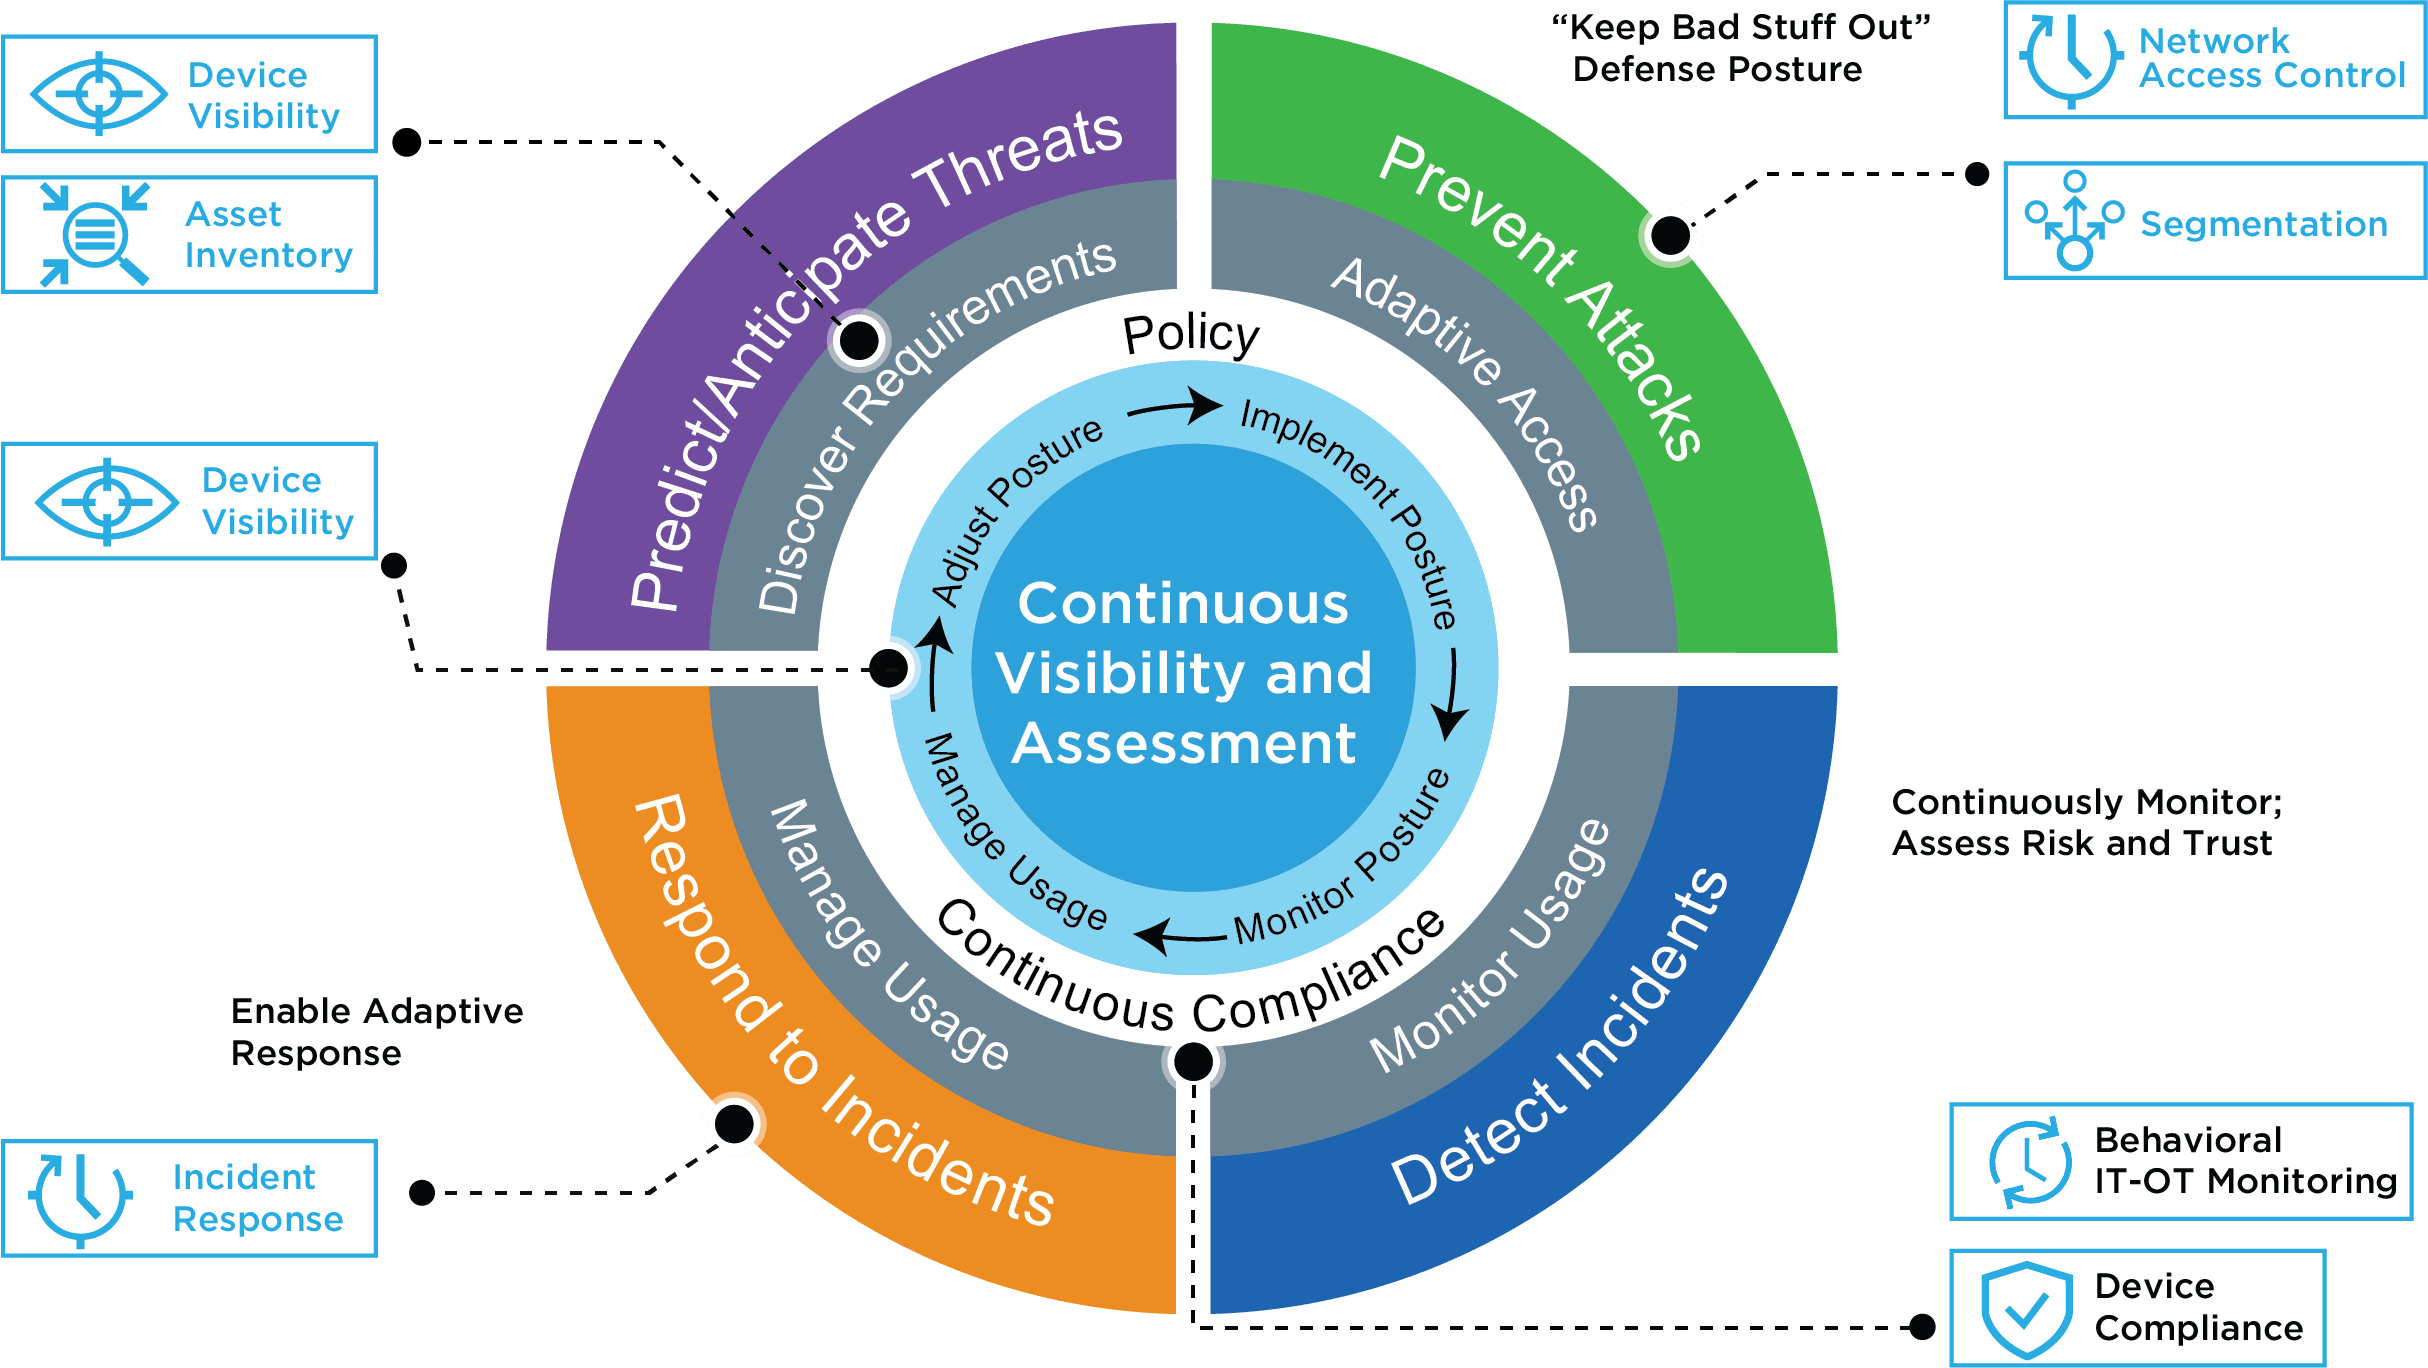 Device
Visibility
Asset
Inventory
Device
Visibility
Enable Adaptive
Response
Incident
Response
Predict/Anticipate Threats
Discover Requirements
Prevent Attacks
Adaptive Access
Policy
Adjust Posture
Implement Posture
Continuous
Visibility and
Assessment
Manage Usage
Monitor Posture
Continuous Compliance
Manage Usage
Monitor Usage
Respond to Incidents
Detect Incidents
“Keep Bad Stuff Out”
Defense Posture
Network
Access Control
Segmentation
Continuously Monitor;
Assess Risk and Trust
Behavioral
IT-OT Monitoring
Device
Compliance